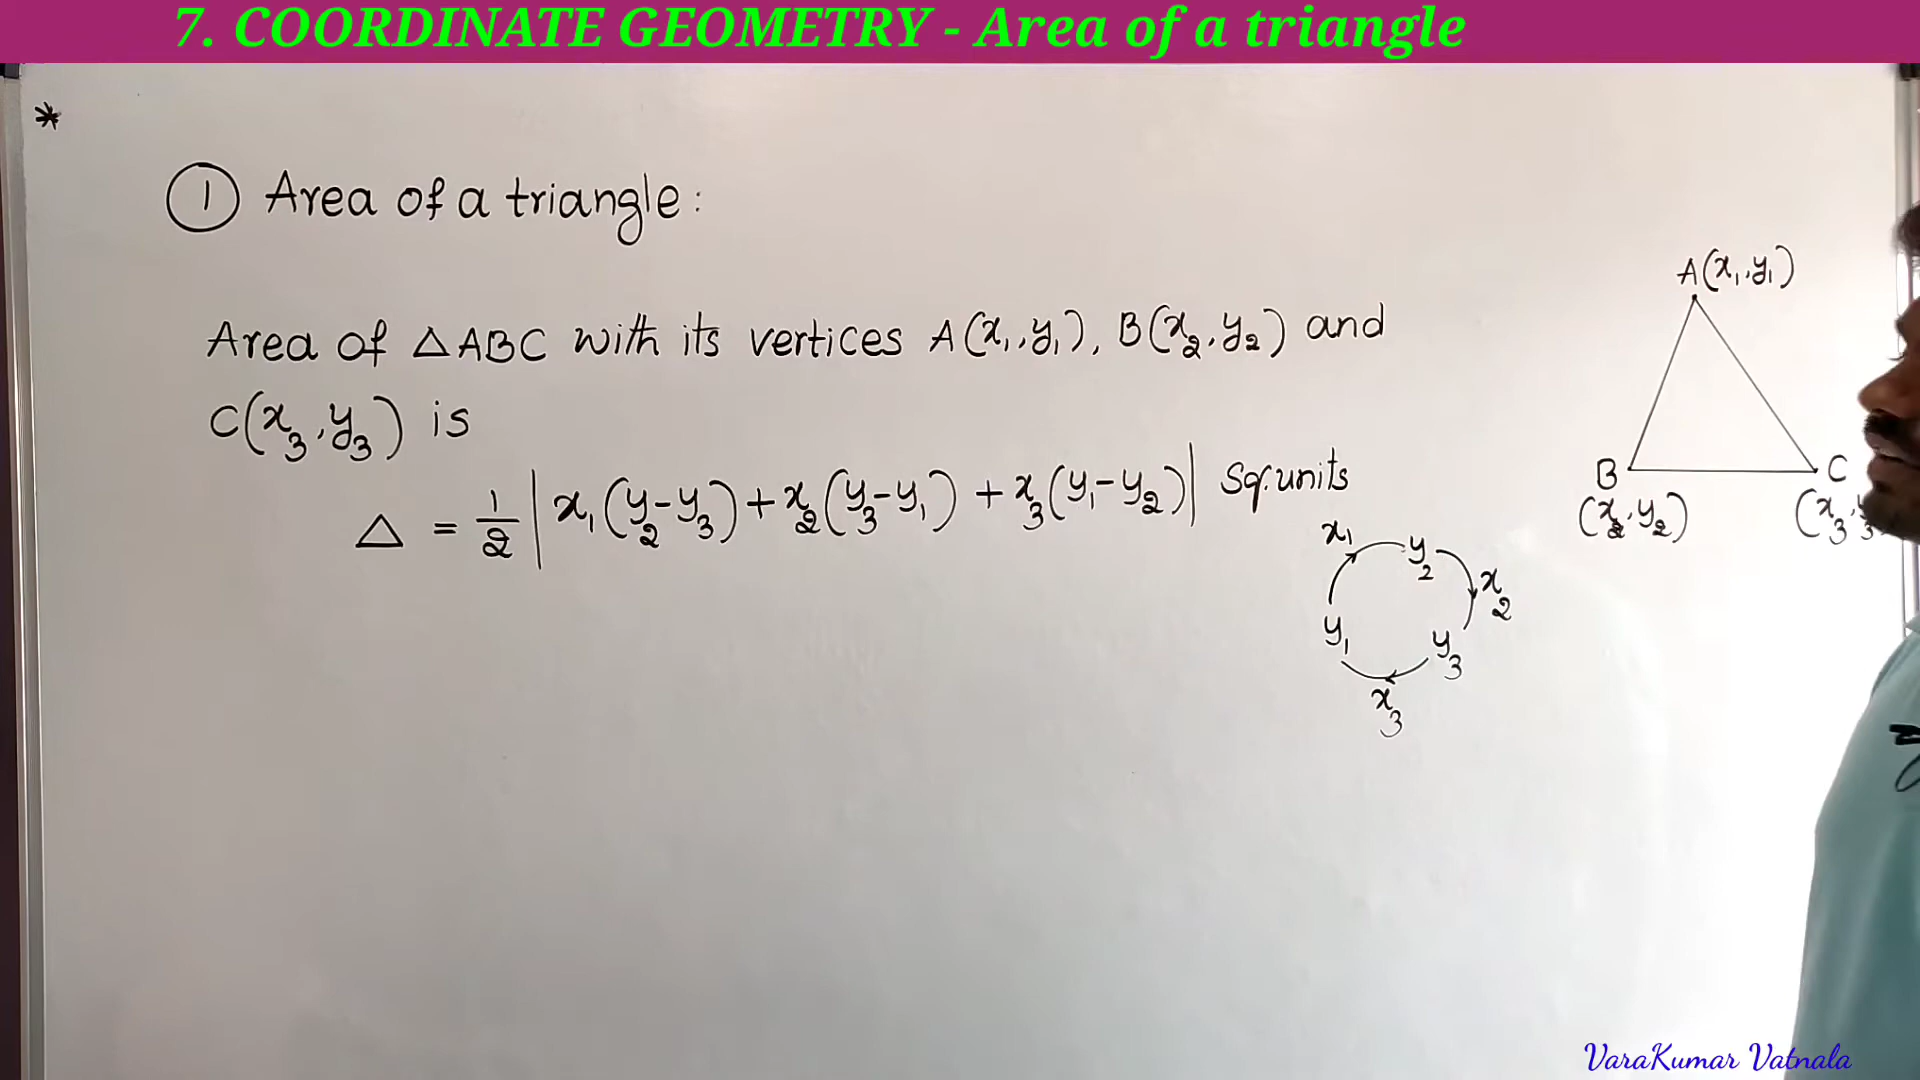 7. COORDINATE GEOMETRY - Area of a triangle
*
① Area of a triangle:
Area of △ABC with its vertices A(x₁,y₁), B(x₂,y₂) and
C(x₃,y₃) is
△ = 1/2 | x₁(y₂-y₃)+x₂(y₃-y₁)+x₃(y₁-y₂)| Sq.units
x₁
y₂
x₂
y₃
x₃
y₁
A(x₁,y₁)
B
C
(x₂,y₂)
(x₃,y₃
VaraKumar Vatnala